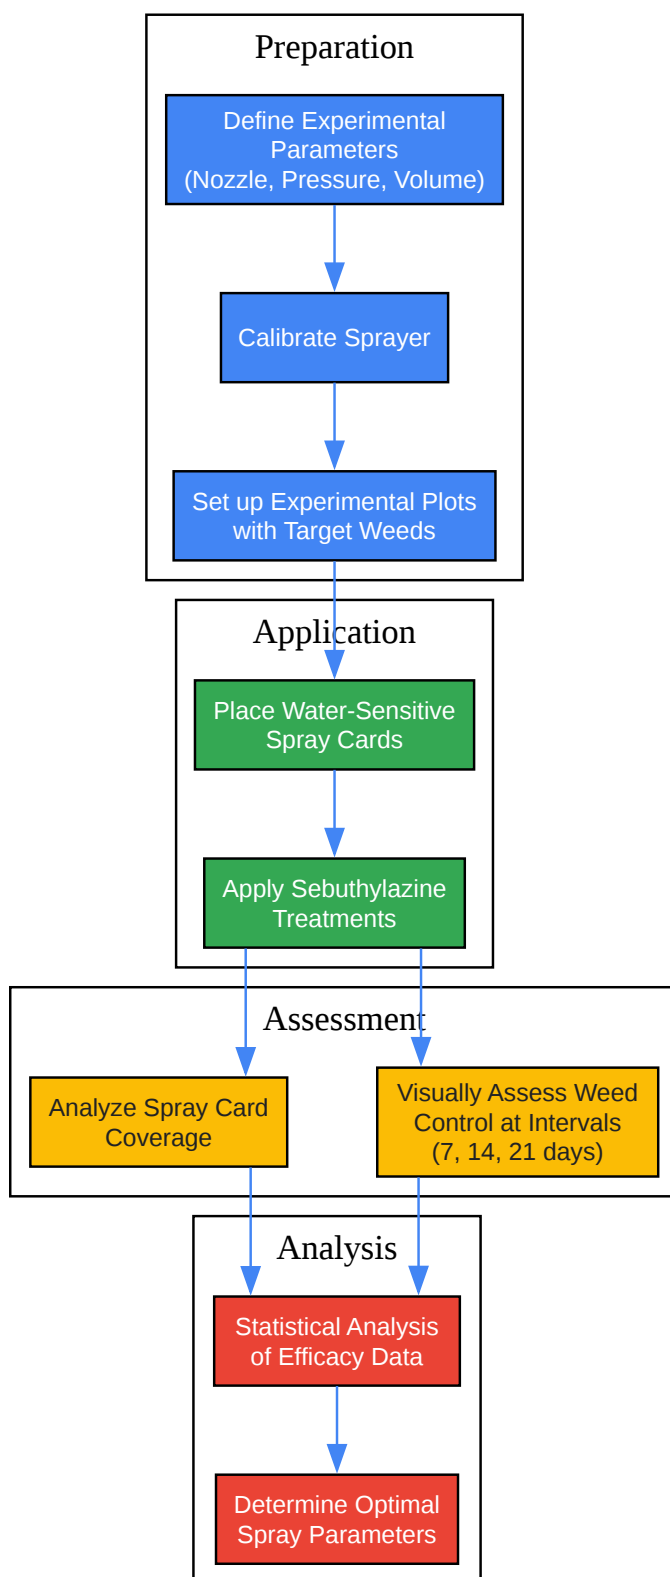 Preparation
Define Experimental
Parameters
(Nozzle, Pressure, Volume)
Calibrate Sprayer
Set up Experimental Plots
with Target Weeds
Application
Place Water-Sensitive
Spray Cards
Apply Sebuthylazine
Treatments
Assessment
Analyze Spray Card
Coverage
Visually Assess Weed
Control at Intervals
(7, 14, 21 days)
Analysis
Statistical Analysis
of Efficacy Data
Determine Optimal
Spray Parameters